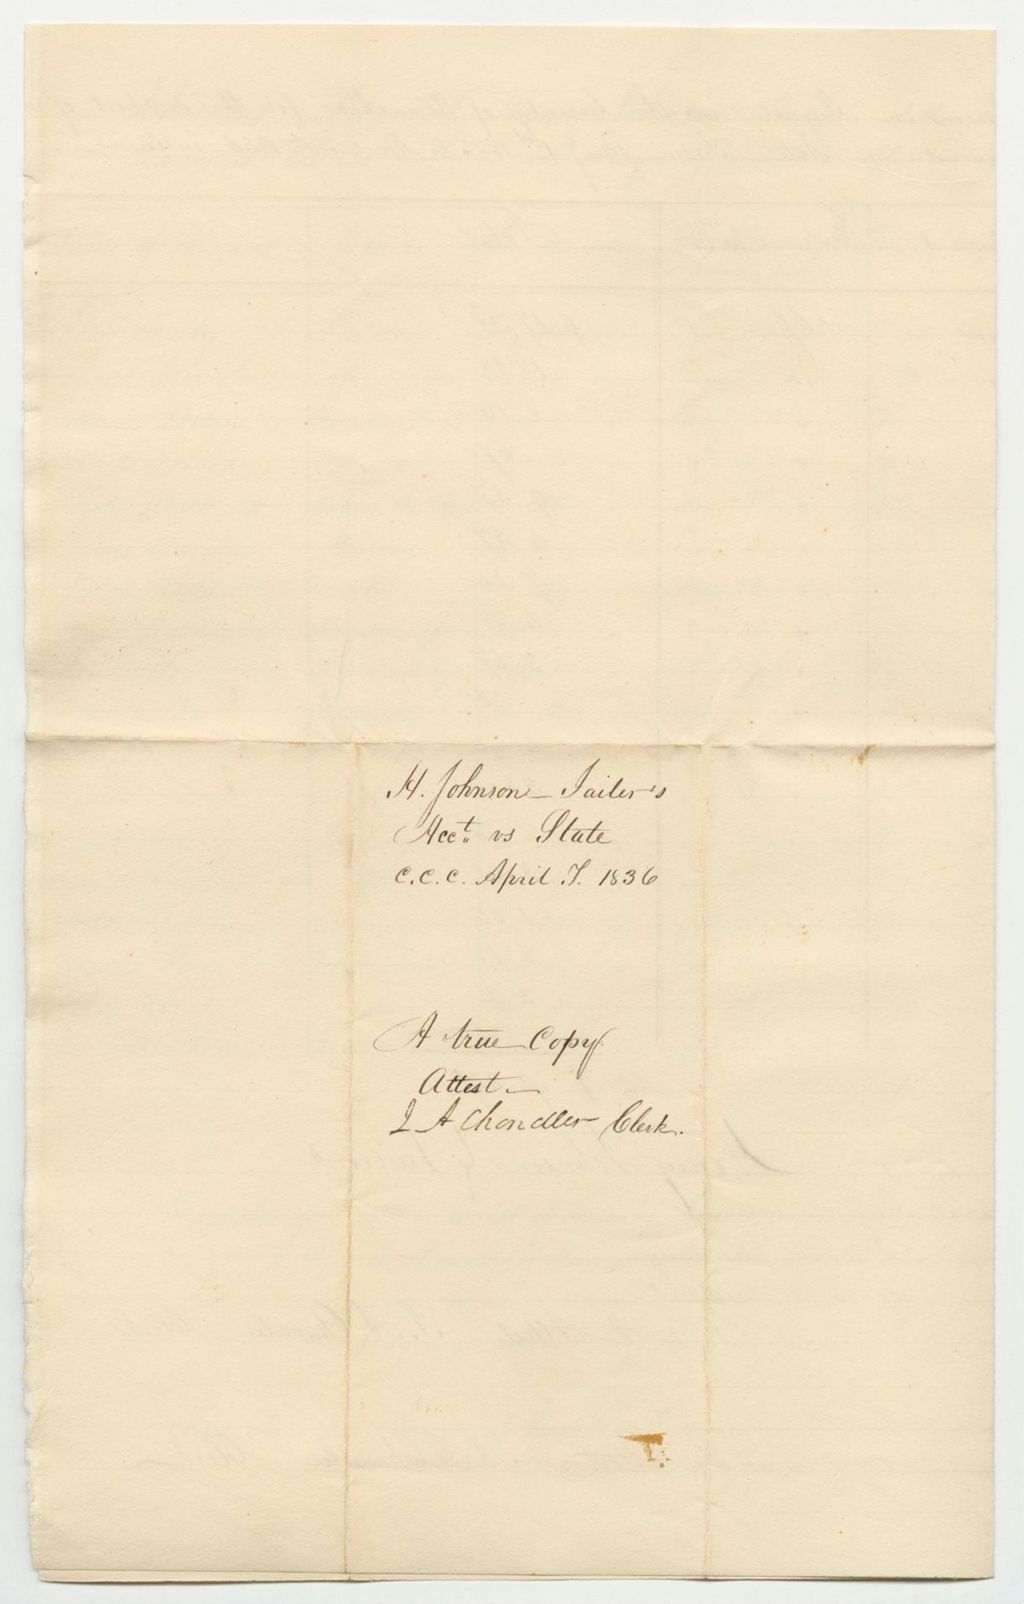 H. Johnson - Jailer's
Acct. vs State
C.C.C. April T. 1836
A true Copy.
Attest -
J A Chandler Clerk.